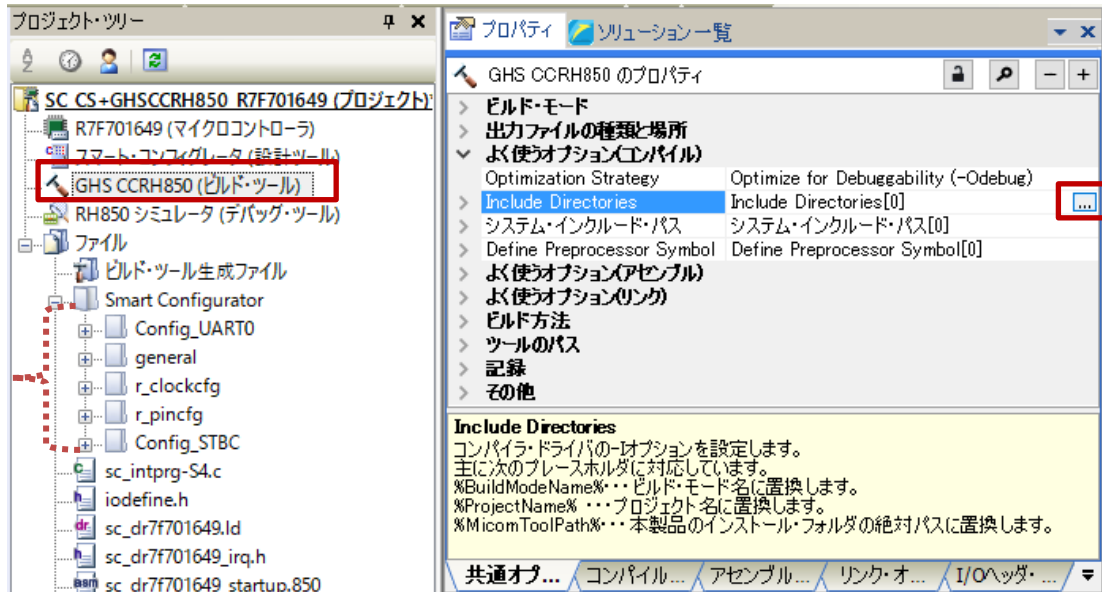 プロジェクト・ツリー
SC_CS+GHSCCRH850_R7F701649 (プロジェクト)*
R7F701649 (マイクロコントローラ)
スマート・コンフィグレータ (設計ツール)
GHS CCRH850 (ビルド・ツール)
RH850 シミュレータ (デバッグ・ツール)
ファイル
ビルド・ツール生成ファイル
Smart Configurator
Config_UART0
general
r_clockcfg
r_pincfg
Config_STBC
sc_intprg-S4.c
iodefine.h
sc_dr7f701649.ld
sc_dr7f701649_irq.h
sc_dr7f701649_startup.850
プロパティ ソリューション一覧
GHS CCRH850 のプロパティ
ビルド・モード
出力ファイルの種類と場所
よく使うオプション(コンパイル)
Optimization Strategy Optimize for Debuggability (-Odebug)
Include Directories Include Directories[0] ...
システム・インクルード・パス システム・インクルード・パス[0]
Define Preprocessor Symbol Define Preprocessor Symbol[0]
よく使うオプション(アセンブル)
よく使うオプション(リンク)
ビルド方法
ツールのパス
記録
その他
Include Directories
コンパイラ・ドライバの-Iオプションを設定します。
主に次のプレースホルダに対応しています。
%BuildModeName%・・・ビルド・モード名に置換します。
%ProjectName% ・・・プロジェクト名に置換します。
%MicomToolPath%・・・本製品のインストール・フォルダの絶対パスに置換します。
共通オプ... コンパイル... アセンブル... リンク・オ... I/Oヘッダ・...